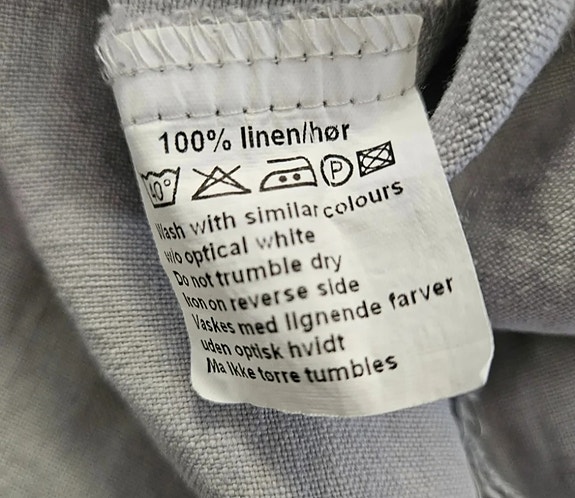 100% linen/hør
40° P
Wash with similar colours
w/o optical white
Do not trumble dry
Iron on reverse side
Vaskes med lignende farver
uden optisk hvidt
Ma ikke tørre tumbles